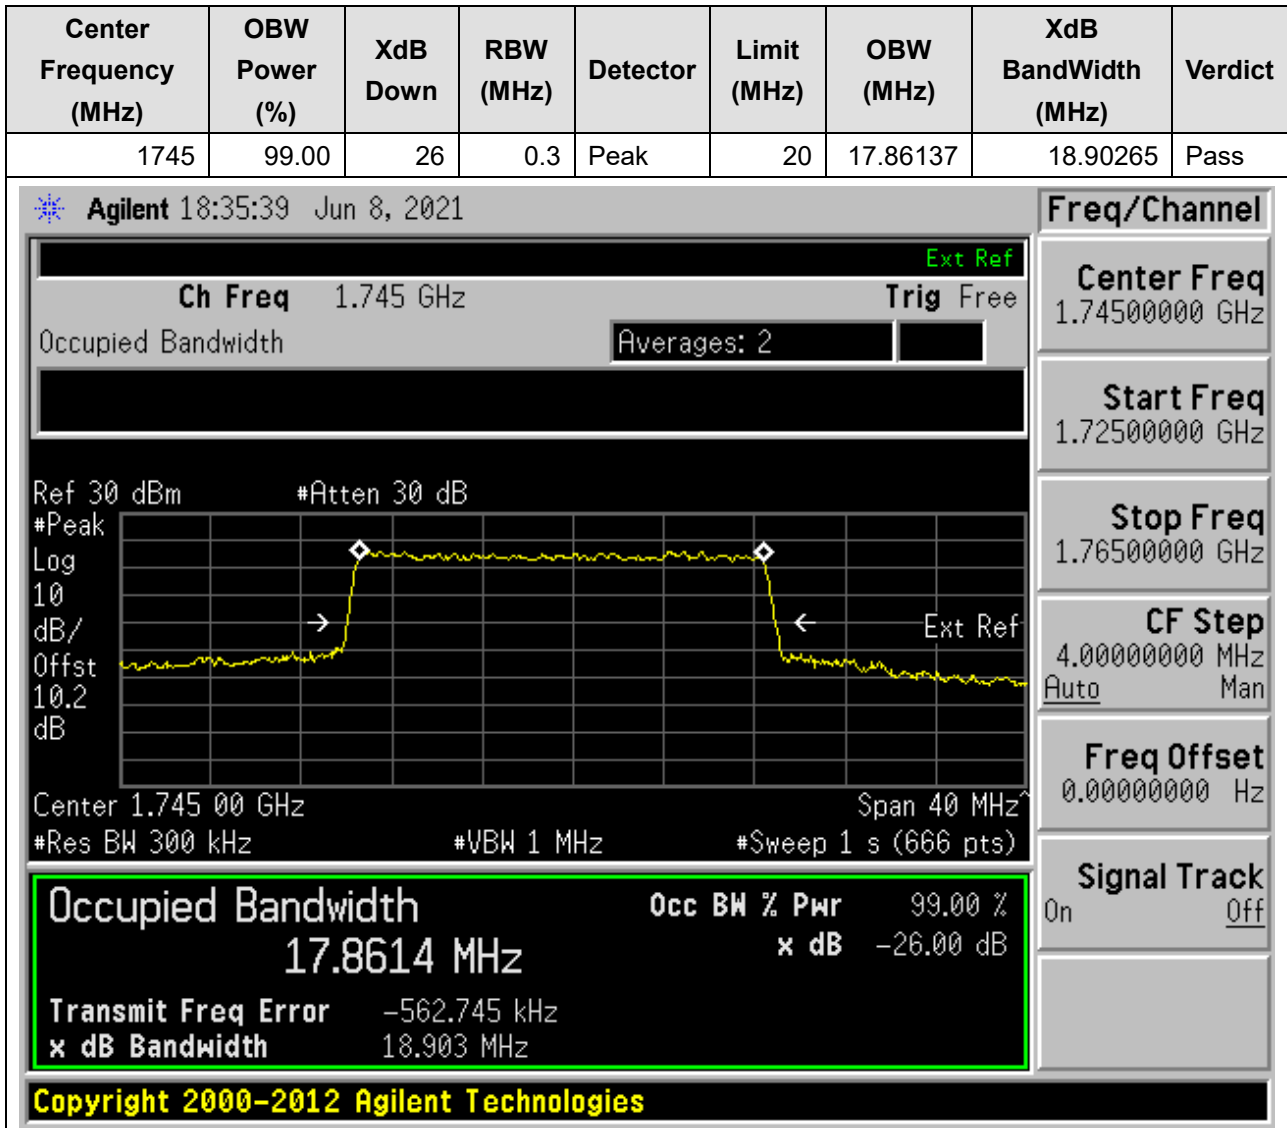 Center Frequency (MHz) OBW Power (%) XdB Down RBW (MHz) Detector Limit (MHz) OBW (MHz) XdB BandWidth (MHz) Verdict
1745 99.00 26 0.3 Peak 20 17.86137 18.90265 Pass
Agilent 18:35:39 Jun 8, 2021
Freq/Channel
Ext Ref
Ch Freq 1.745 GHz Trig Free
Occupied Bandwidth Averages: 2
Center Freq
1.74500000 GHz
Start Freq
1.72500000 GHz
Stop Freq
1.76500000 GHz
CF Step
4.00000000 MHz
Auto Man
Freq Offset
0.00000000 Hz
Signal Track
On Off
Ref 30 dBm #Atten 30 dB
#Peak
Log
10
dB/
Offst
10.2
dB
Ext Ref
Center 1.745 00 GHz Span 40 MHz^
#Res BW 300 kHz #VBW 1 MHz #Sweep 1 s (666 pts)
Occupied Bandwidth Occ BW % Pwr 99.00 %
17.8614 MHz x dB -26.00 dB
Transmit Freq Error -562.745 kHz
x dB Bandwidth 18.903 MHz
Copyright 2000-2012 Agilent Technologies